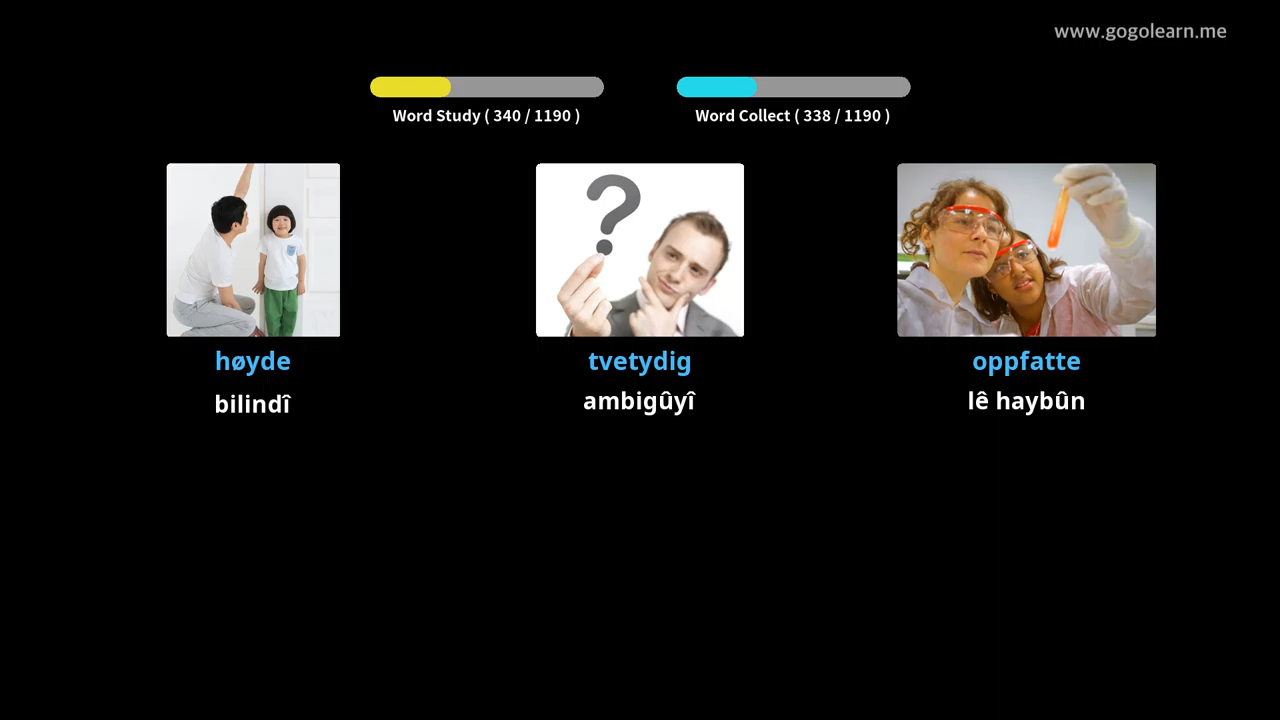 www.gogolearn.me
Word Study ( 340 / 1190 )
Word Collect ( 338 / 1190 )
høyde
tvetydig
oppfatte
bilindî
ambigûyî
lê haybûn